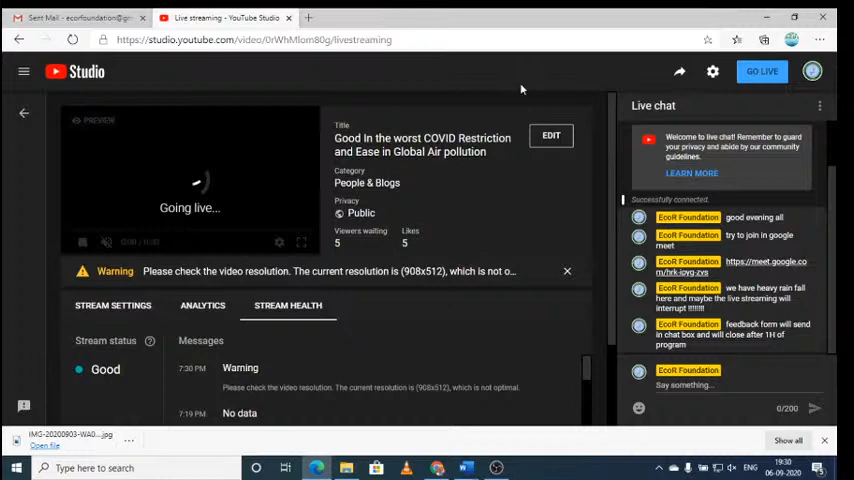 Sent Mail - ecorfoundation@gm
Live streaming - YouTube Studio
https://studio.youtube.com/video/0rWhMlom80g/livestreaming
Studio
GO LIVE
PREVIEW
Going live...
0:00 / 0:00
Title
Good In the worst COVID Restriction
and Ease in Global Air pollution
EDIT
Category
People & Blogs
Privacy
Public
Viewers waiting
Likes
5
5
Warning Please check the video resolution. The current resolution is (908x512), which is not o...
STREAM SETTINGS
ANALYTICS
STREAM HEALTH
Stream status
Good
Messages
7:30 PM Warning
Please check the video resolution. The current resolution is (908x512), which is not optimal.
7:19 PM No data
Live chat
Welcome to live chat! Remember to guard
your privacy and abide by our community
guidelines.
LEARN MORE
Successfully connected.
EcoR Foundation good evening all
EcoR Foundation try to join in google
meet
EcoR Foundation https://meet.google.co
m/hrk-ipyg-zvs
EcoR Foundation we have heavy rain fall
here and maybe the live streaming will
interrupt !!!!!!!!
EcoR Foundation feedback form will send
in chat box and will close after 1H of
program
EcoR Foundation
Say something...
0/200
IMG-20200903-WA0....jpg
Open file
Show all
Type here to search
ENG
19:30
06-09-2020
5